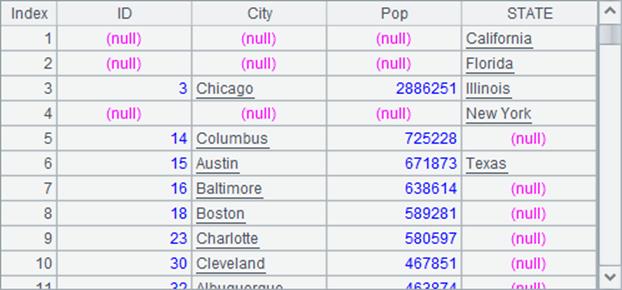 Index ID City Pop STATE
1 (null) (null) (null) California
2 (null) (null) (null) Florida
3 3 Chicago 2886251 Illinois
4 (null) (null) (null) New York
5 14 Columbus 725228 (null)
6 15 Austin 671873 Texas
7 16 Baltimore 638614 (null)
8 18 Boston 589281 (null)
9 23 Charlotte 580597 (null)
10 30 Cleveland 467851 (null)
11 32 Albuquerque 463874 (null)